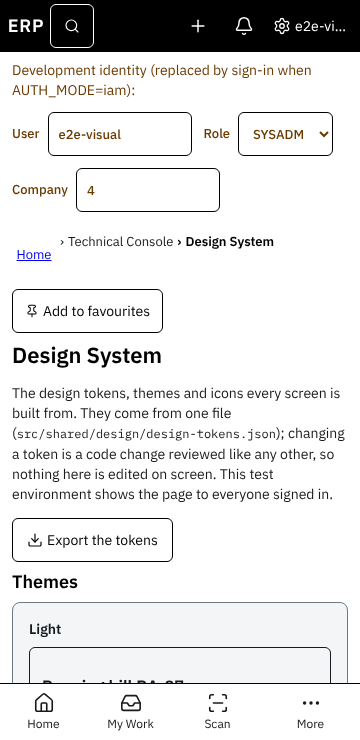 ERP
e2e-vi...
Development identity (replaced by sign-in when
AUTH_MODE=iam):
User e2e-visual Role SYSADM
Company 4
Home › Technical Console › Design System
Add to favourites
Design System
The design tokens, themes and icons every screen is
built from. They come from one file
(src/shared/design/design-tokens.json); changing
a token is a code change reviewed like any other, so
nothing here is edited on screen. This test
environment shows the page to everyone signed in.
Export the tokens
Themes
Light
Home My Work Scan More